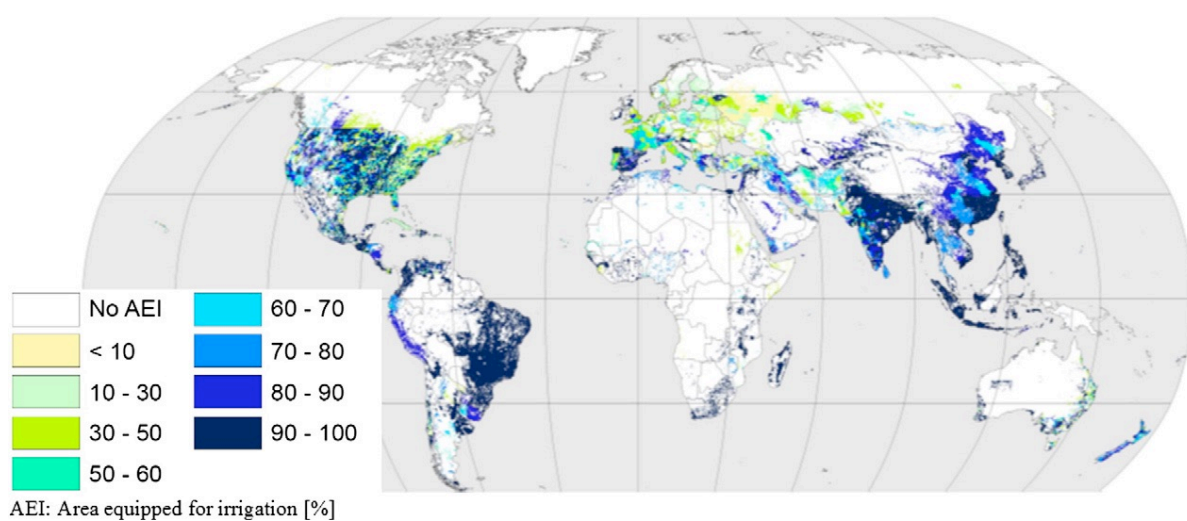 No AEI
< 10
10 - 30
30 - 50
50 - 60
60 - 70
70 - 80
80 - 90
90 - 100
AEI: Area equipped for irrigation [%]